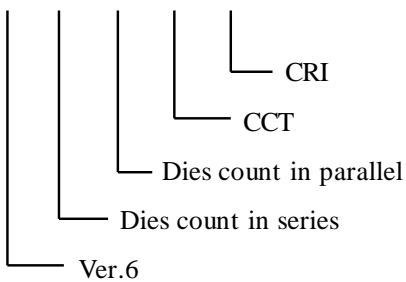 CRI
CCT
Dies count in parallel
Dies count in series
Ver.6